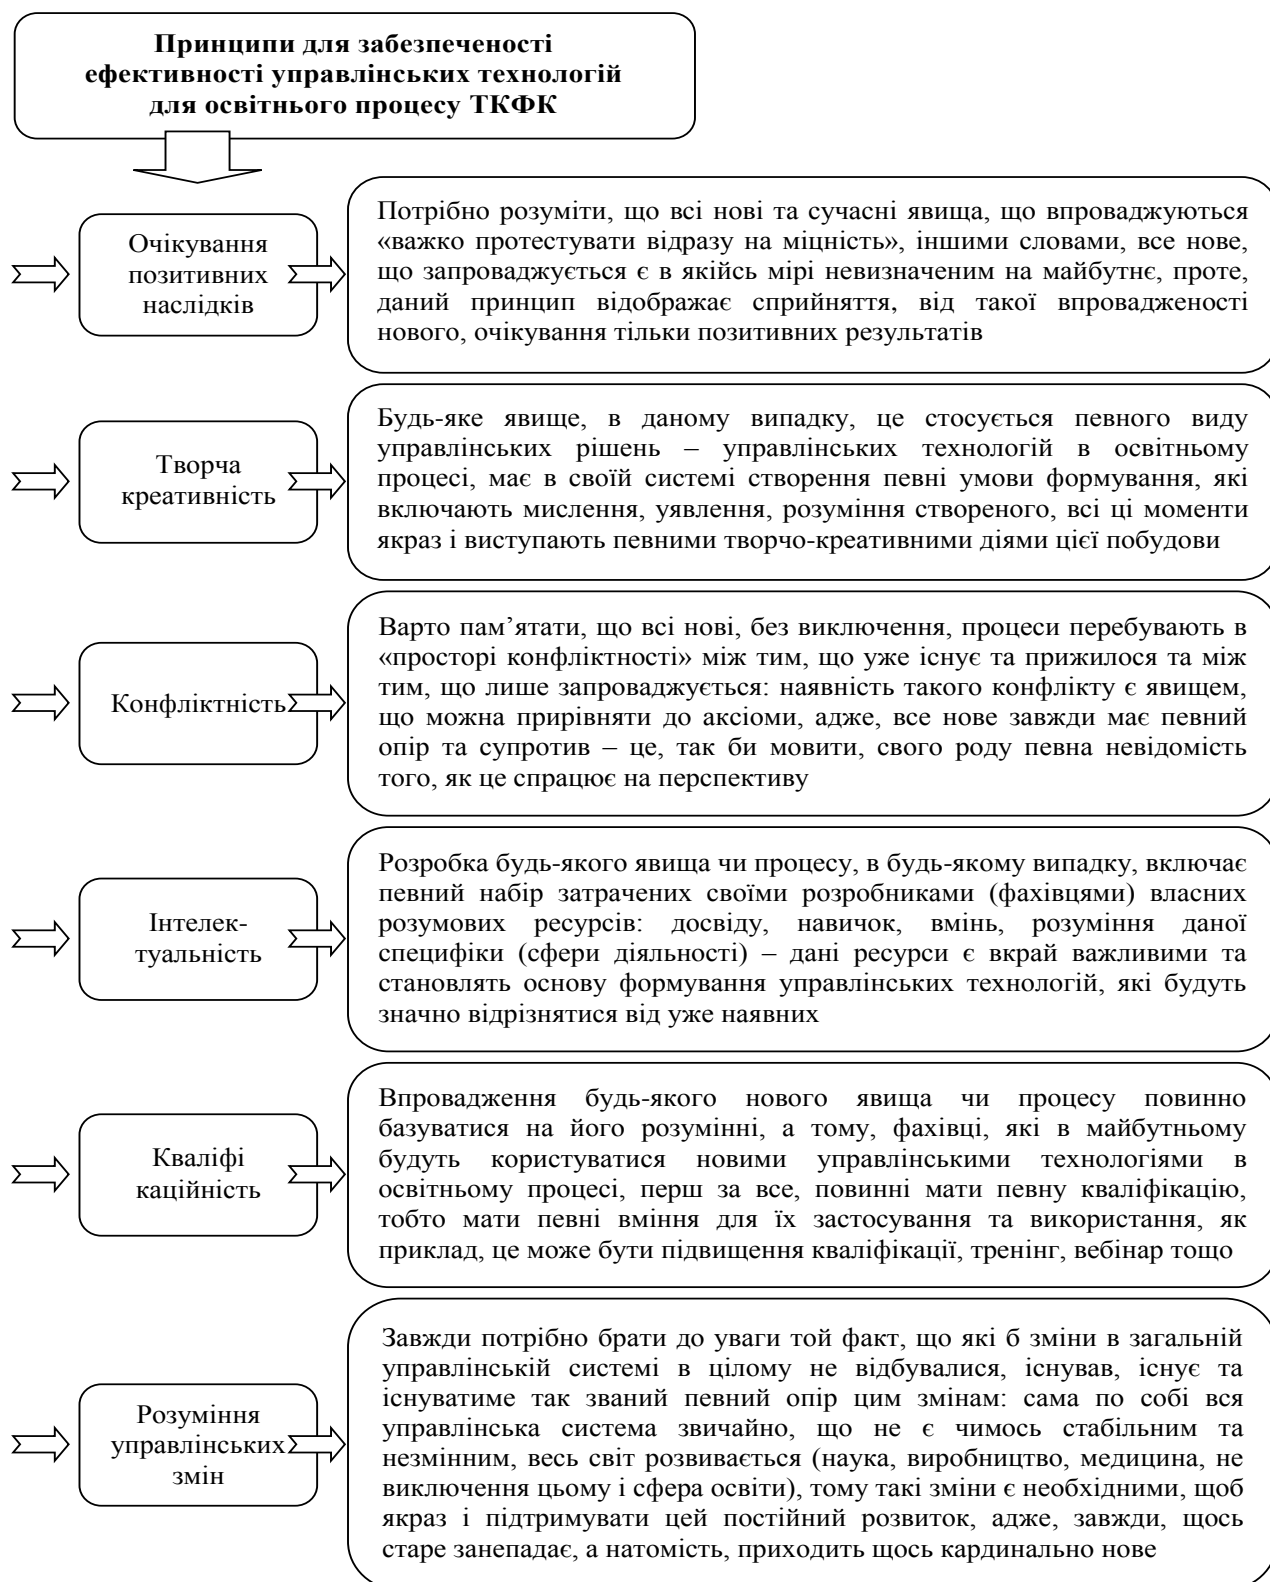 Принципи для забезпеченості
ефективності управлінських технологій
для освітнього процесу ТКФК
Очікування
позитивних
наслідків
Потрібно розуміти, що всі нові та сучасні явища, що впроваджуються
«важко протестувати відразу на міцність», іншими словами, все нове,
що запроваджується є в якійсь мірі невизначеним на майбутнє, проте,
даний принцип відображає сприйняття, від такої впровадженості
нового, очікування тільки позитивних результатів
Творча
креативність
Будь-яке явище, в даному випадку, це стосується певного виду
управлінських рішень – управлінських технологій в освітньому
процесі, має в своїй системі створення певні умови формування, які
включають мислення, уявлення, розуміння створеного, всі ці моменти
якраз і виступають певними творчо-креативними діями цієї побудови
Конфліктність
Варто пам’ятати, що всі нові, без виключення, процеси перебувають в
«просторі конфліктності» між тим, що уже існує та прижилося та між
тим, що лише запроваджується: наявність такого конфлікту є явищем,
що можна прирівняти до аксіоми, адже, все нове завжди має певний
опір та супротив – це, так би мовити, свого роду певна невідомість
того, як це спрацює на перспективу
Інтелек-
туальність
Розробка будь-якого явища чи процесу, в будь-якому випадку, включає
певний набір затрачених своїми розробниками (фахівцями) власних
розумових ресурсів: досвіду, навичок, вмінь, розуміння даної
специфіки (сфери діяльності) – дані ресурси є вкрай важливими та
становлять основу формування управлінських технологій, які будуть
значно відрізнятися від уже наявних
Кваліфі
каційність
Впровадження будь-якого нового явища чи процесу повинно
базуватися на його розумінні, а тому, фахівці, які в майбутньому
будуть користуватися новими управлінськими технологіями в
освітньому процесі, перш за все, повинні мати певну кваліфікацію,
тобто мати певні вміння для їх застосування та використання, як
приклад, це може бути підвищення кваліфікації, тренінг, вебінар тощо
Розуміння
управлінських
змін
Завжди потрібно брати до уваги той факт, що які б зміни в загальній
управлінській системі в цілому не відбувалися, існував, існує та
існуватиме так званий певний опір цим змінам: сама по собі вся
управлінська система звичайно, що не є чимось стабільним та
незмінним, весь світ розвивається (наука, виробництво, медицина, не
виключення цьому і сфера освіти), тому такі зміни є необхідними, щоб
якраз і підтримувати цей постійний розвиток, адже, завжди, щось
старе занепадає, а натомість, приходить щось кардинально нове